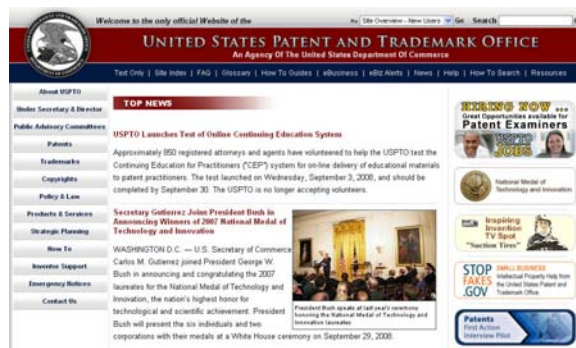 Welcome to the only official Website of the
Site Overview - New Users Go Search
UNITED STATES PATENT AND TRADEMARK OFFICE
An Agency Of The United States Department Of Commerce
Text Only | Site Index | FAQ | Glossary | How To Guides | eBusiness | eBiz Alerts | News | Help | How To Search | Resources
About USPTO
Under Secretary & Director
Public Advisory Committees
Patents
Trademarks
Copyrights
Policy & Law
Products & Services
Strategic Planning
How To
Inventor Support
Emergency Notices
Contact Us
TOP NEWS
USPTO Launches Test of Online Continuing Education System
Approximately 850 registered attorneys and agents have volunteered to help the USPTO test the
Continuing Education for Practitioners ("CEP") system for on-line delivery of educational materials
to patent practitioners. The test launched on Wednesday, September 3, 2008, and should be
completed by September 30. The USPTO is no longer accepting volunteers.
Secretary Gutierrez Joins President Bush in
Announcing Winners of 2007 National Medal of
Technology and Innovation
WASHINGTON D.C. — U.S. Secretary of Commerce
Carlos M. Gutierrez joined President George W.
Bush in announcing and congratulating the 2007
laureates for the National Medal of Technology and
Innovation, the nation's highest honor for
technological and scientific achievement. President
Bush will present the six individuals and two
corporations with their medals at a White House ceremony on September 29, 2008.
President Bush speaks at last year's ceremony
honoring the National Medal of Technology and
Innovation laureates.
HIRING NOW ...
Great Opportunities available for
Patent Examiners
USPTO
JOBS
National Medal of
Technology and Innovation
Inspiring
Invention
TV Spot
"Suction Tires"
STOP
FAKES
.GOV
SMALL BUSINESS
Intellectual Property Help from
the United States Patent and
Trademark Office
Patents
First Action
Interview Pilot